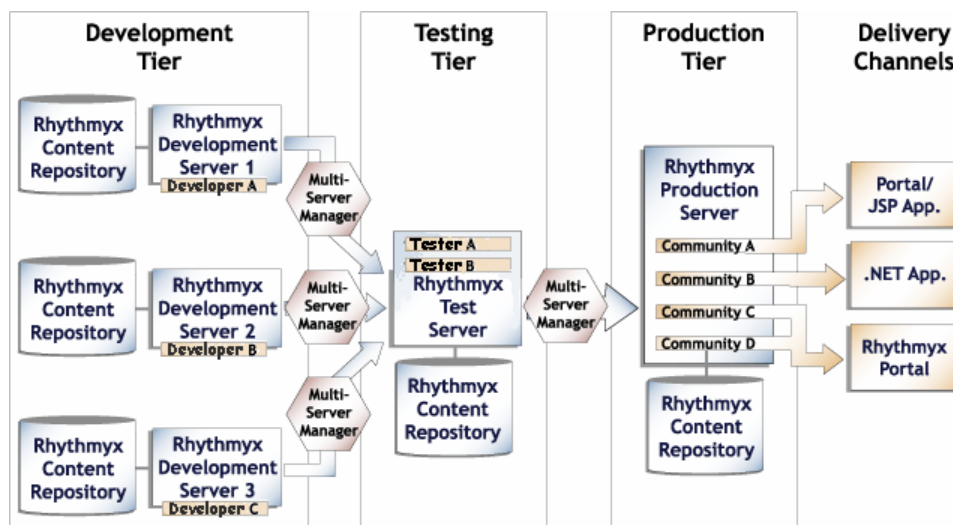 Development
Tier
Testing
Tier
Production
Tier
Delivery
Channels
Rhythmyx
Content
Repository
Rhythmyx
Development
Server 1
Developer A
Multi-
Server
Manager
Rhythmyx
Content
Repository
Rhythmyx
Development
Server 2
Developer B
Multi-
Server
Manager
Rhythmyx
Content
Repository
Rhythmyx
Development
Server 3
Developer C
Multi-
Server
Manager
Tester A
Tester B
Rhythmyx
Test
Server
Rhythmyx
Content
Repository
Multi-
Server
Manager
Rhythmyx
Production
Server
Community A
Community B
Community C
Community D
Rhythmyx
Content
Repository
Portal/
JSP App.
.NET App.
Rhythmyx
Portal